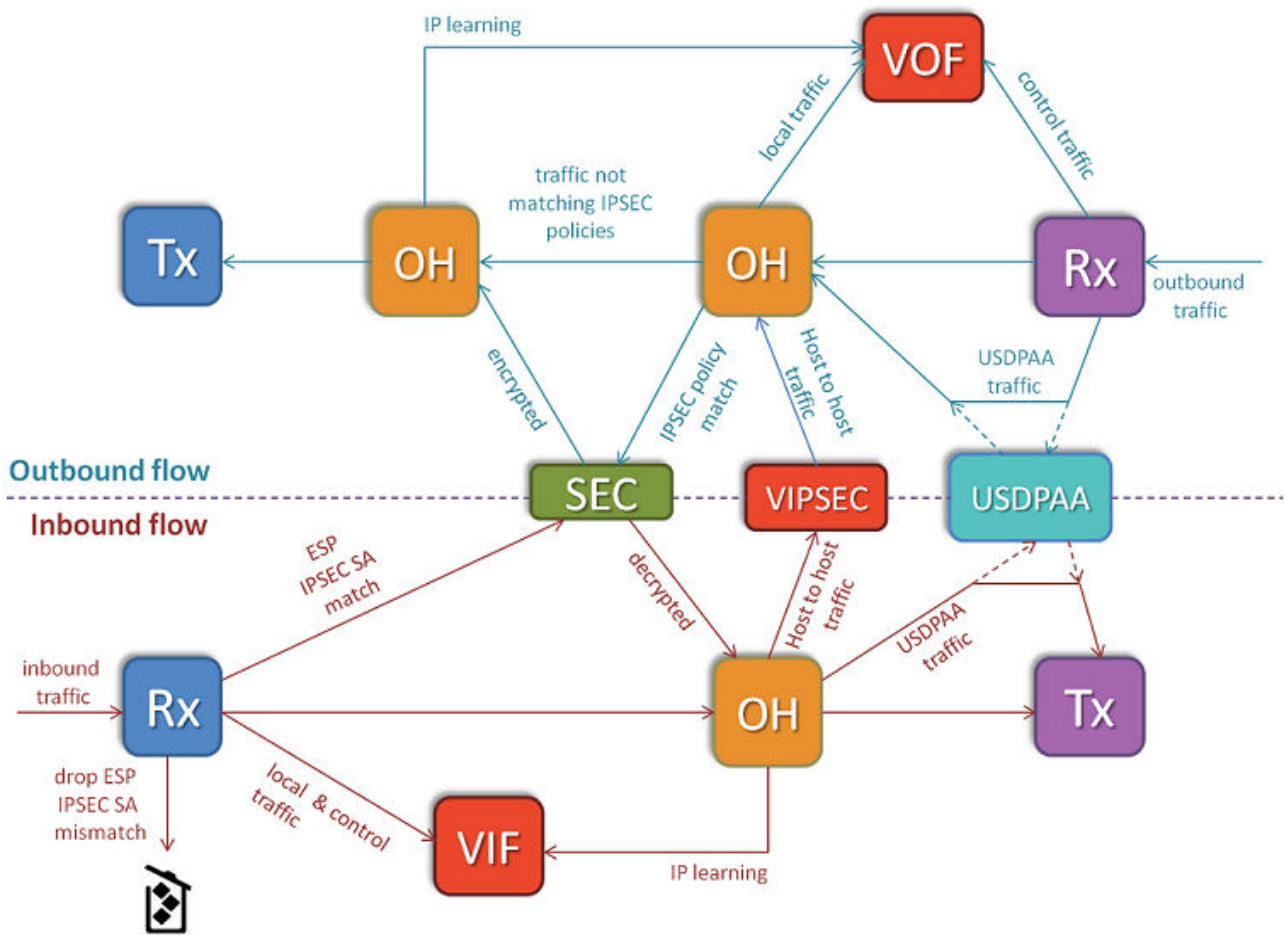 IP learning
VOF
local traffic
control traffic
traffic not
matching IPSEC
policies
Tx
OH
OH
Rx
outbound
traffic
encrypted
IPSEC policy
match
Host to host
traffic
USDPAA
traffic
Outbound flow
SEC
VIPSEC
USDPAA
Inbound flow
ESP
IPSEC SA
match
decrypted
Host to host
traffic
USDPAA
traffic
inbound
traffic
Rx
OH
Tx
drop ESP
IPSEC SA
mismatch
local & control
traffic
VIF
IP learning